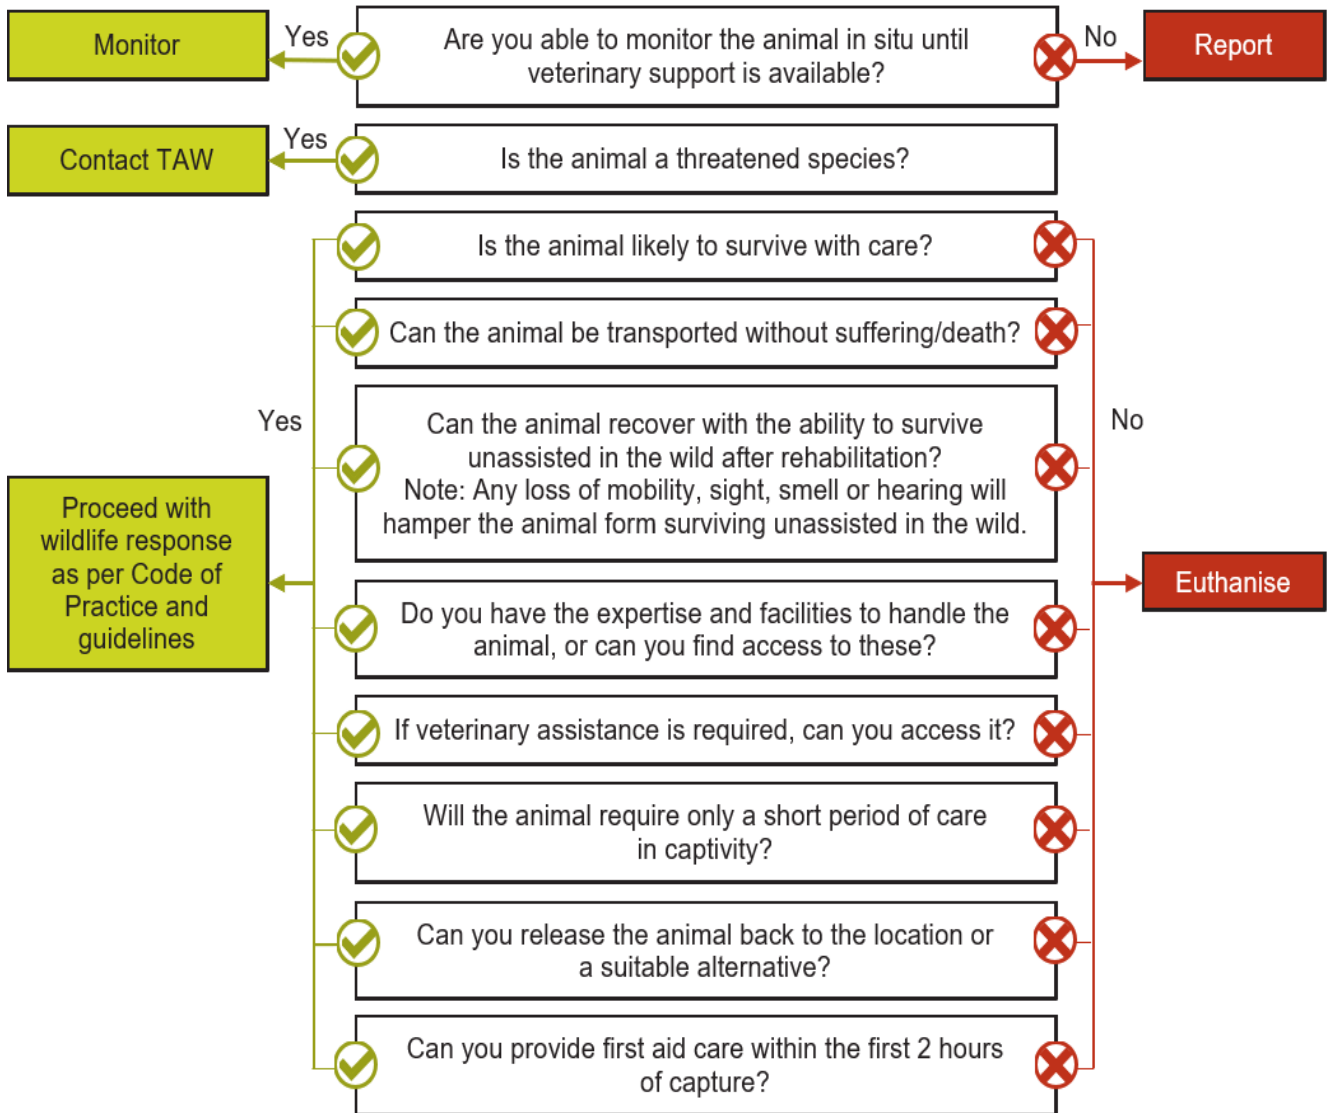 Monitor
Yes
Are you able to monitor the animal in situ until
veterinary support is available?
No
Report
Contact TAW
Yes
Is the animal a threatened species?
Is the animal likely to survive with care?
Can the animal be transported without suffering/death?
Yes
Can the animal recover with the ability to survive
unassisted in the wild after rehabilitation?
Note: Any loss of mobility, sight, smell or hearing will
hamper the animal form surviving unassisted in the wild.
No
Proceed with
wildlife response
as per Code of
Practice and
guidelines
Do you have the expertise and facilities to handle the
animal, or can you find access to these?
Euthanise
If veterinary assistance is required, can you access it?
Will the animal require only a short period of care
in captivity?
Can you release the animal back to the location or
a suitable alternative?
Can you provide first aid care within the first 2 hours
of capture?